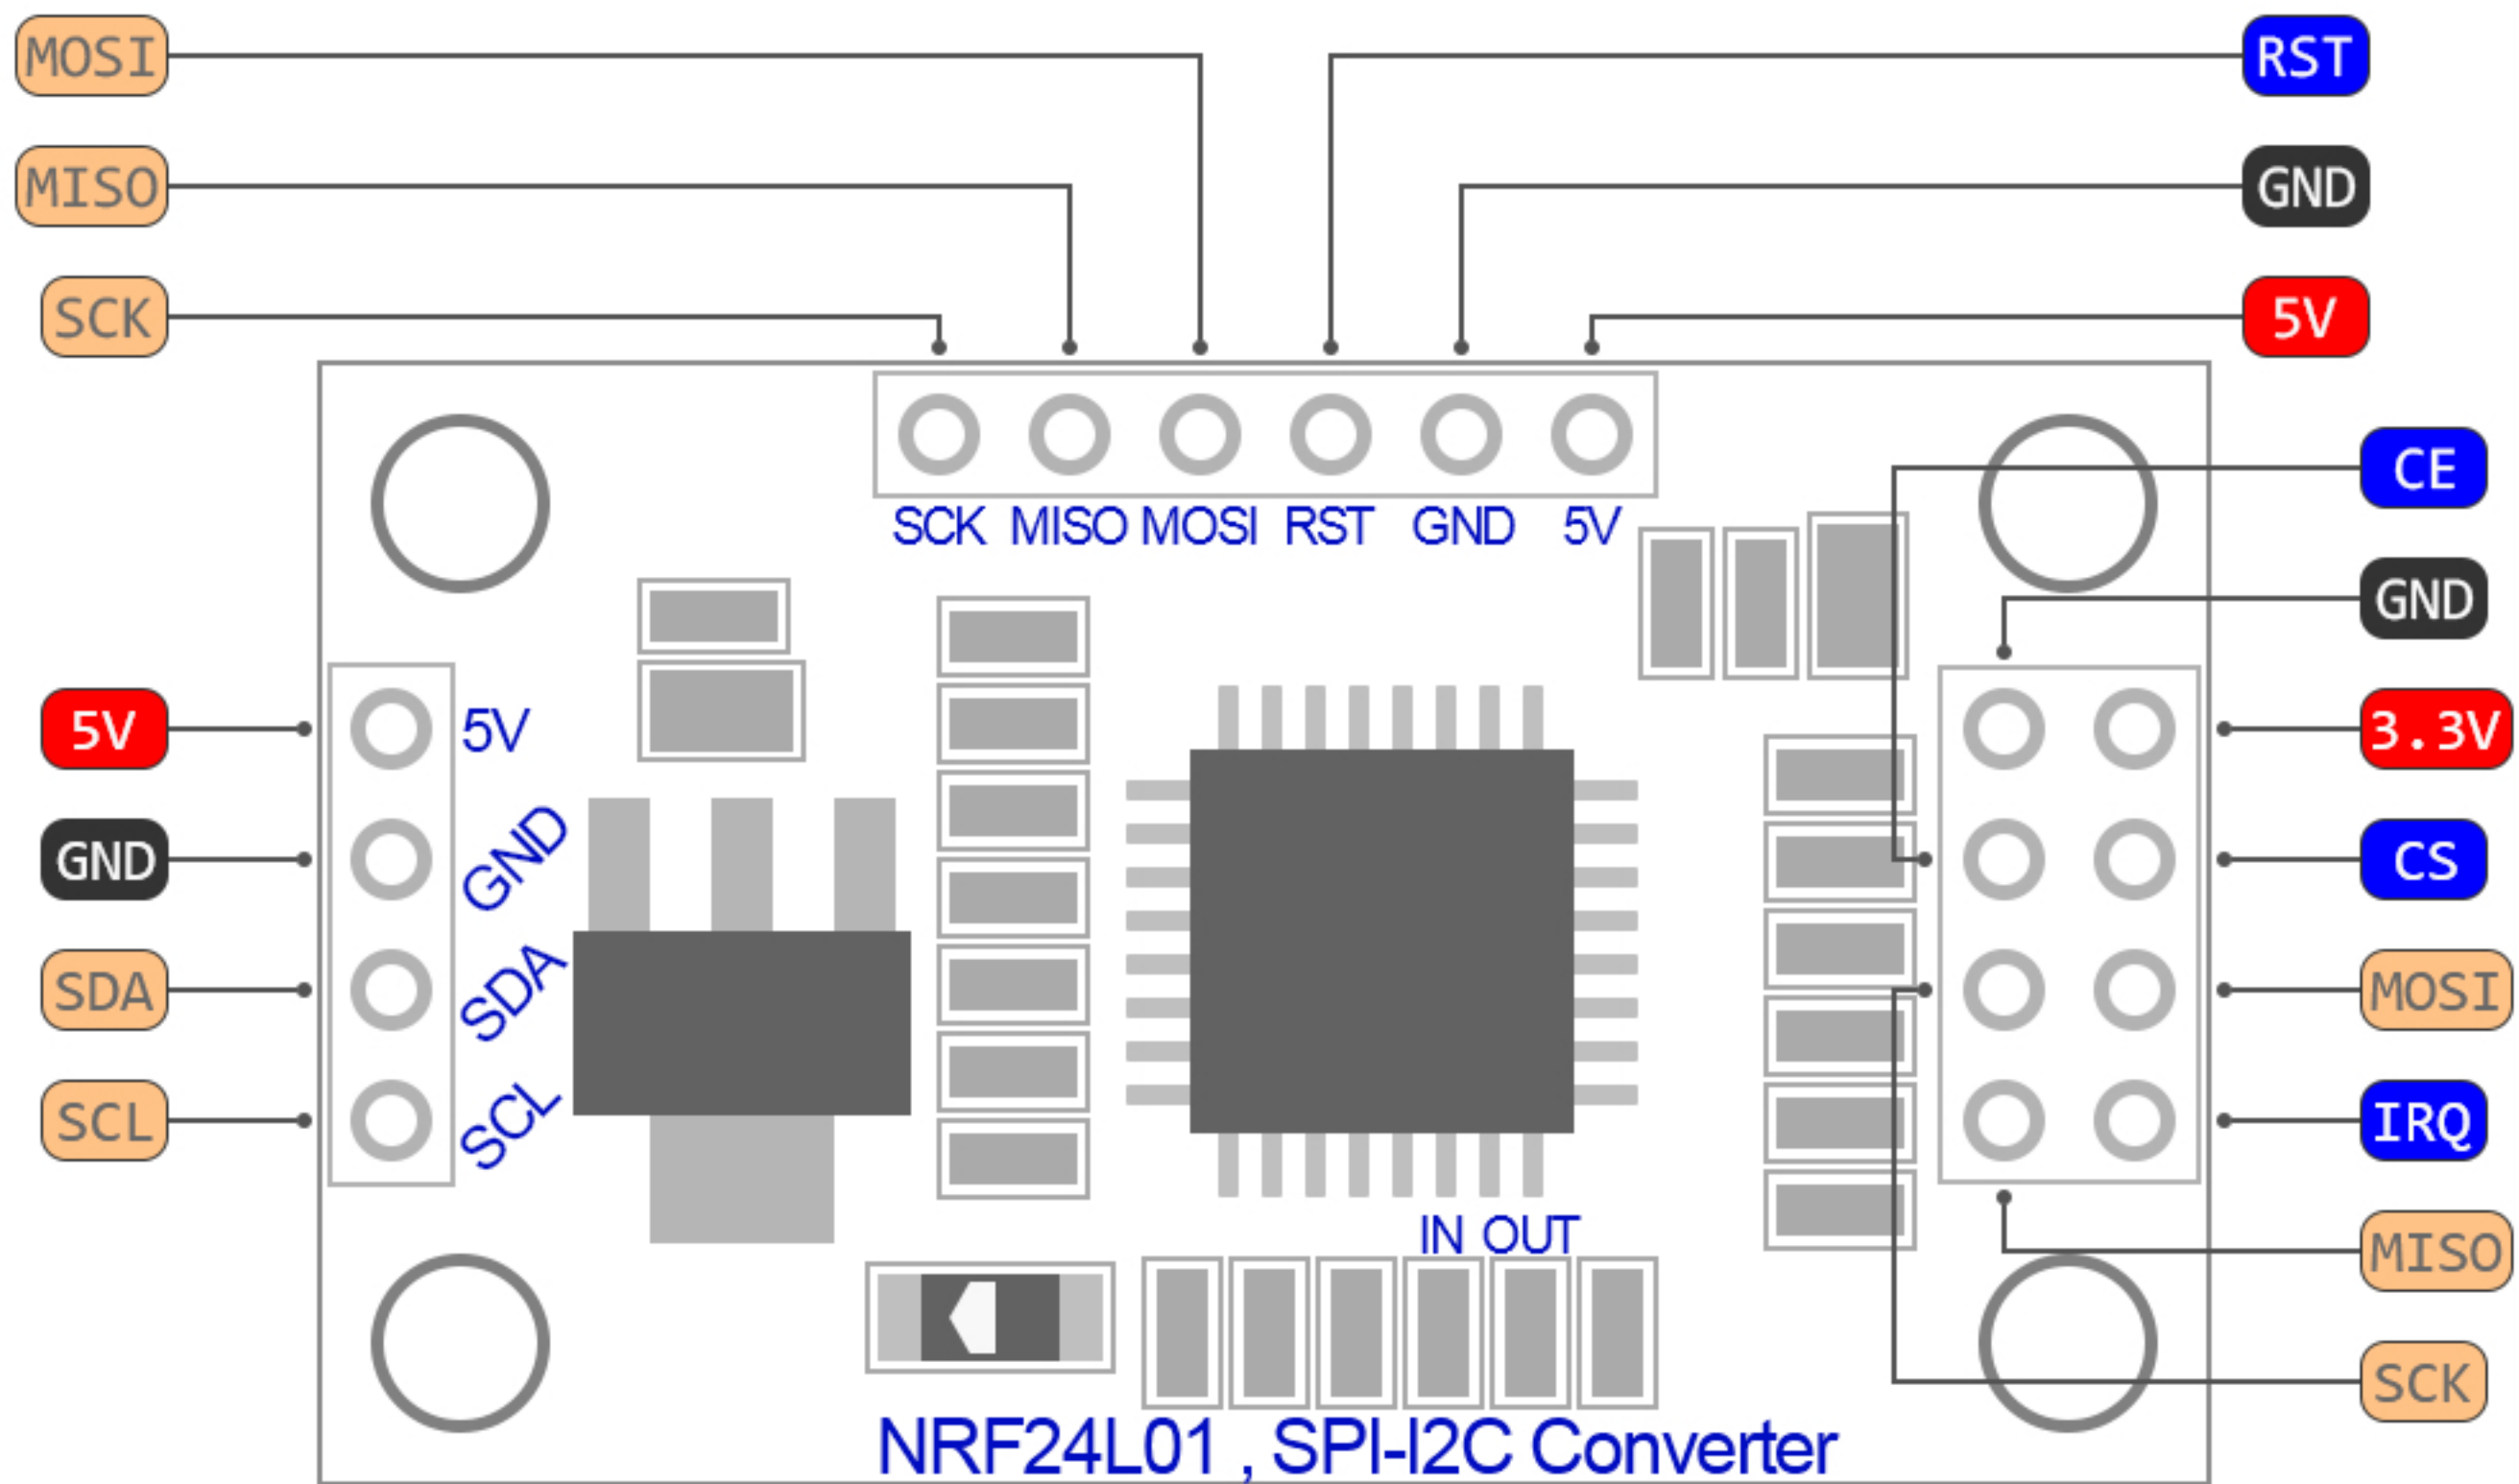 MOSI
RST
MISO
GND
SCK
5V
SCK MISO MOSI RST GND 5V
CE
GND
5V
5V
3.3V
GND
GND
CS
SDA
SDA
MOSI
SCL
SCL
IRQ
IN OUT
MISO
SCK
NRF24L01 , SPI-I2C Converter